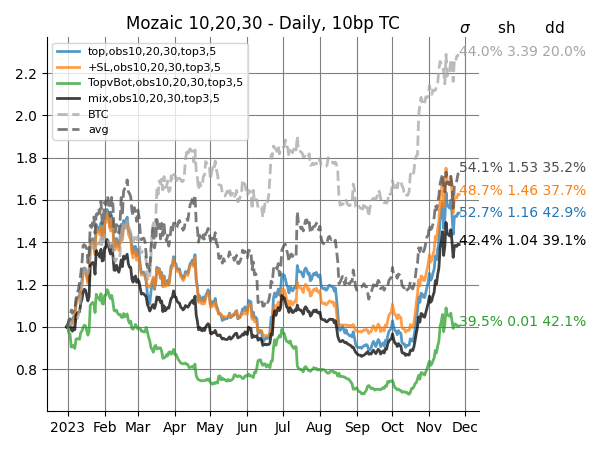 Mozaic 10,20,30 - Daily, 10bp TC
σ sh dd
top,obs10,20,30,top3,5
+SL,obs10,20,30,top3,5
TopvBot,obs10,20,30,top3,5
mix,obs10,20,30,top3,5
BTC
avg
44.0% 3.39 20.0%
54.1% 1.53 35.2%
48.7% 1.46 37.7%
52.7% 1.16 42.9%
42.4% 1.04 39.1%
39.5% 0.01 42.1%
2.2
2.0
1.8
1.6
1.4
1.2
1.0
0.8
2023 Feb Mar Apr May Jun Jul Aug Sep Oct Nov Dec